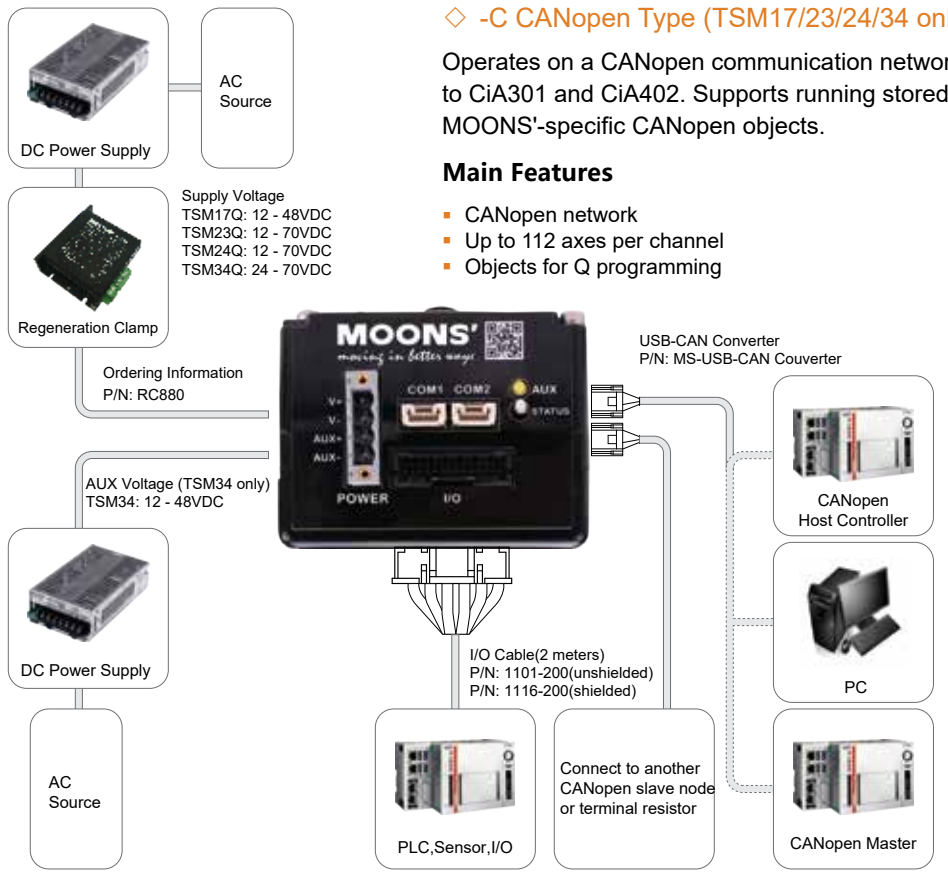 ◇ -C CANopen Type (TSM17/23/24/34 on
Operates on a CANopen communication networ
to CiA301 and CiA402. Supports running stored
MOONS'-specific CANopen objects.
Main Features
▪ CANopen network
▪ Up to 112 axes per channel
▪ Objects for Q programming
AC
Source
DC Power Supply
Supply Voltage
TSM17Q: 12 - 48VDC
TSM23Q: 12 - 70VDC
TSM24Q: 12 - 70VDC
TSM34Q: 24 - 70VDC
Regeneration Clamp
Ordering Information
P/N: RC880
MOONS'
moving in better ways
COM1 COM2 AUX
STATUS
V+
V-
AUX+
AUX-
POWER I/O
USB-CAN Converter
P/N: MS-USB-CAN Couverter
AUX Voltage (TSM34 only)
TSM34: 12 - 48VDC
DC Power Supply
AC
Source
I/O Cable(2 meters)
P/N: 1101-200(unshielded)
P/N: 1116-200(shielded)
PLC,Sensor,I/O
Connect to another
CANopen slave node
or terminal resistor
CANopen
Host Controller
PC
CANopen Master